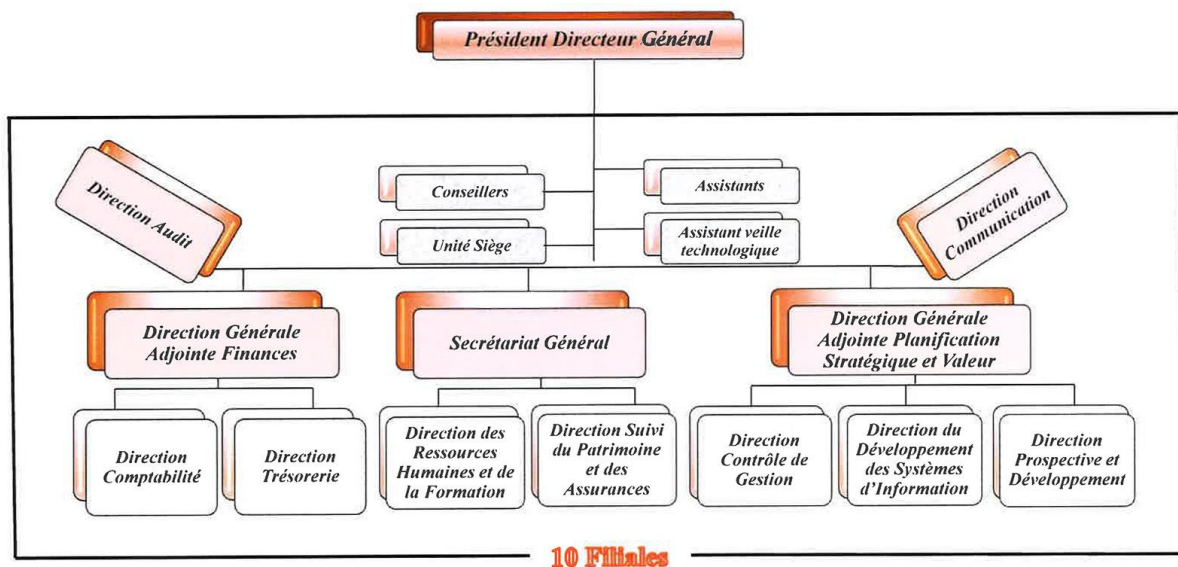 Président Directeur Général
Direction Audit
Conseillers
Assistants
Direction
Communication
Unité Siège
Assistant veille
technologique
Direction Générale
Adjointe Finances
Secrétariat Général
Direction Générale
Adjointe Planification
Stratégique et Valeur
Direction
Comptabilité
Direction
Trésorerie
Direction des
Ressources
Humaines et de
la Formation
Direction Suivi
du Patrimoine
et des
Assurances
Direction
Contrôle de
Gestion
Direction du
Développement
des Systèmes
d'Information
Direction
Prospective et
Développement
10 Filiales